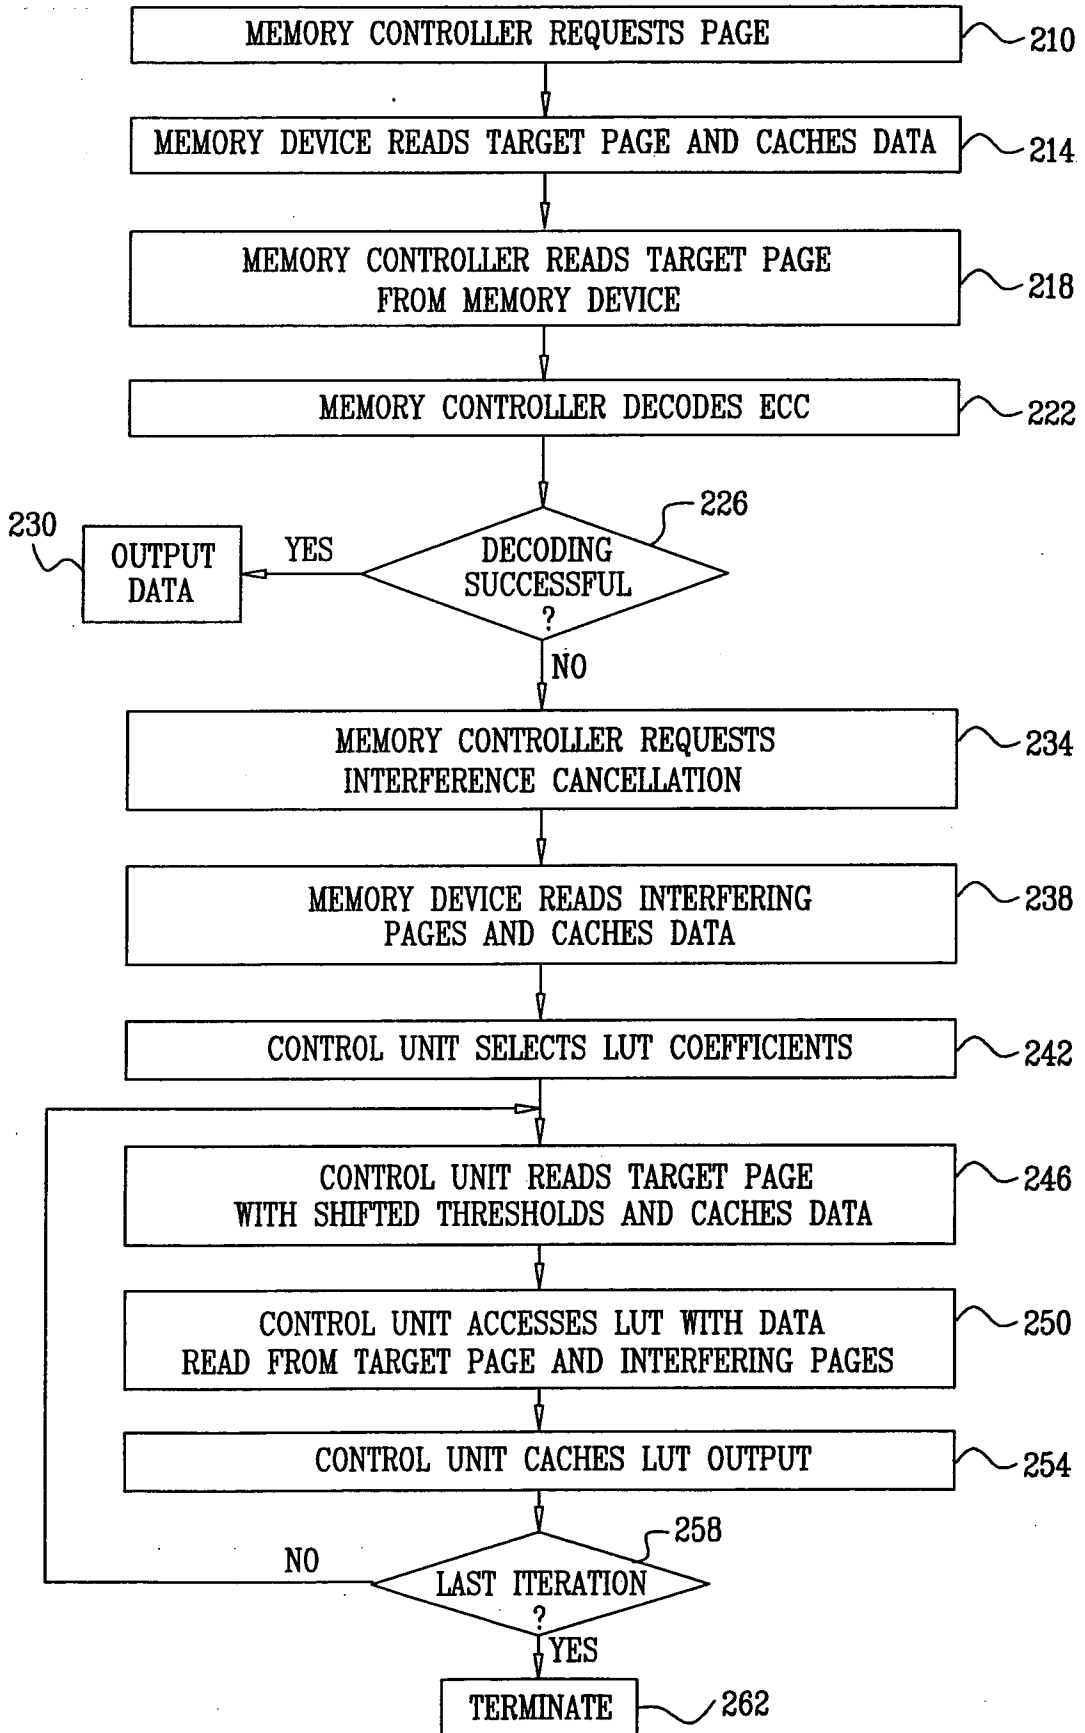 MEMORY CONTROLLER REQUESTS PAGE
210
MEMORY DEVICE READS TARGET PAGE AND CACHES DATA
214
MEMORY CONTROLLER READS TARGET PAGE
FROM MEMORY DEVICE
218
MEMORY CONTROLLER DECODES ECC
222
226
230
OUTPUT
DATA
YES
DECODING
SUCCESSFUL
?
NO
MEMORY CONTROLLER REQUESTS
INTERFERENCE CANCELLATION
234
MEMORY DEVICE READS INTERFERING
PAGES AND CACHES DATA
238
CONTROL UNIT SELECTS LUT COEFFICIENTS
242
CONTROL UNIT READS TARGET PAGE
WITH SHIFTED THRESHOLDS AND CACHES DATA
246
CONTROL UNIT ACCESSES LUT WITH DATA
READ FROM TARGET PAGE AND INTERFERING PAGES
250
CONTROL UNIT CACHES LUT OUTPUT
254
258
NO
LAST ITERATION
?
YES
TERMINATE
262